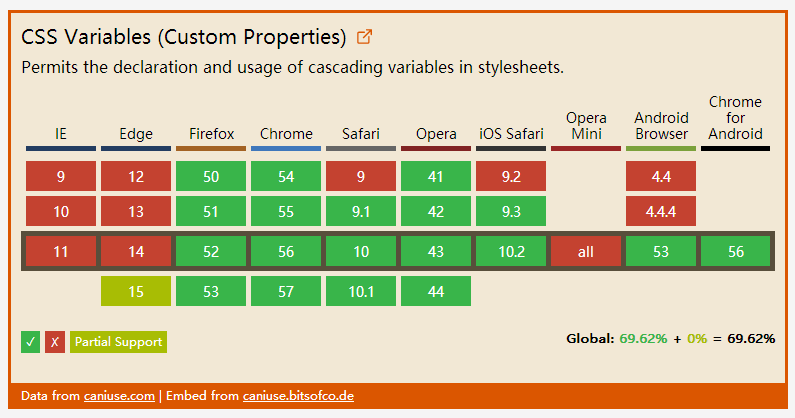 CSS Variables (Custom Properties)
Permits the declaration and usage of cascading variables in stylesheets.
IE Edge Firefox Chrome Safari Opera iOS Safari Opera Mini Android Browser Chrome for Android
9 12 50 54 9 41 9.2 4.4
10 13 51 55 9.1 42 9.3 4.4.4
11 14 52 56 10 43 10.2 all 53 56
15 53 57 10.1 44
✓ X Partial Support Global: 69.62% + 0% = 69.62%
Data from caniuse.com | Embed from caniuse.bitsofco.de